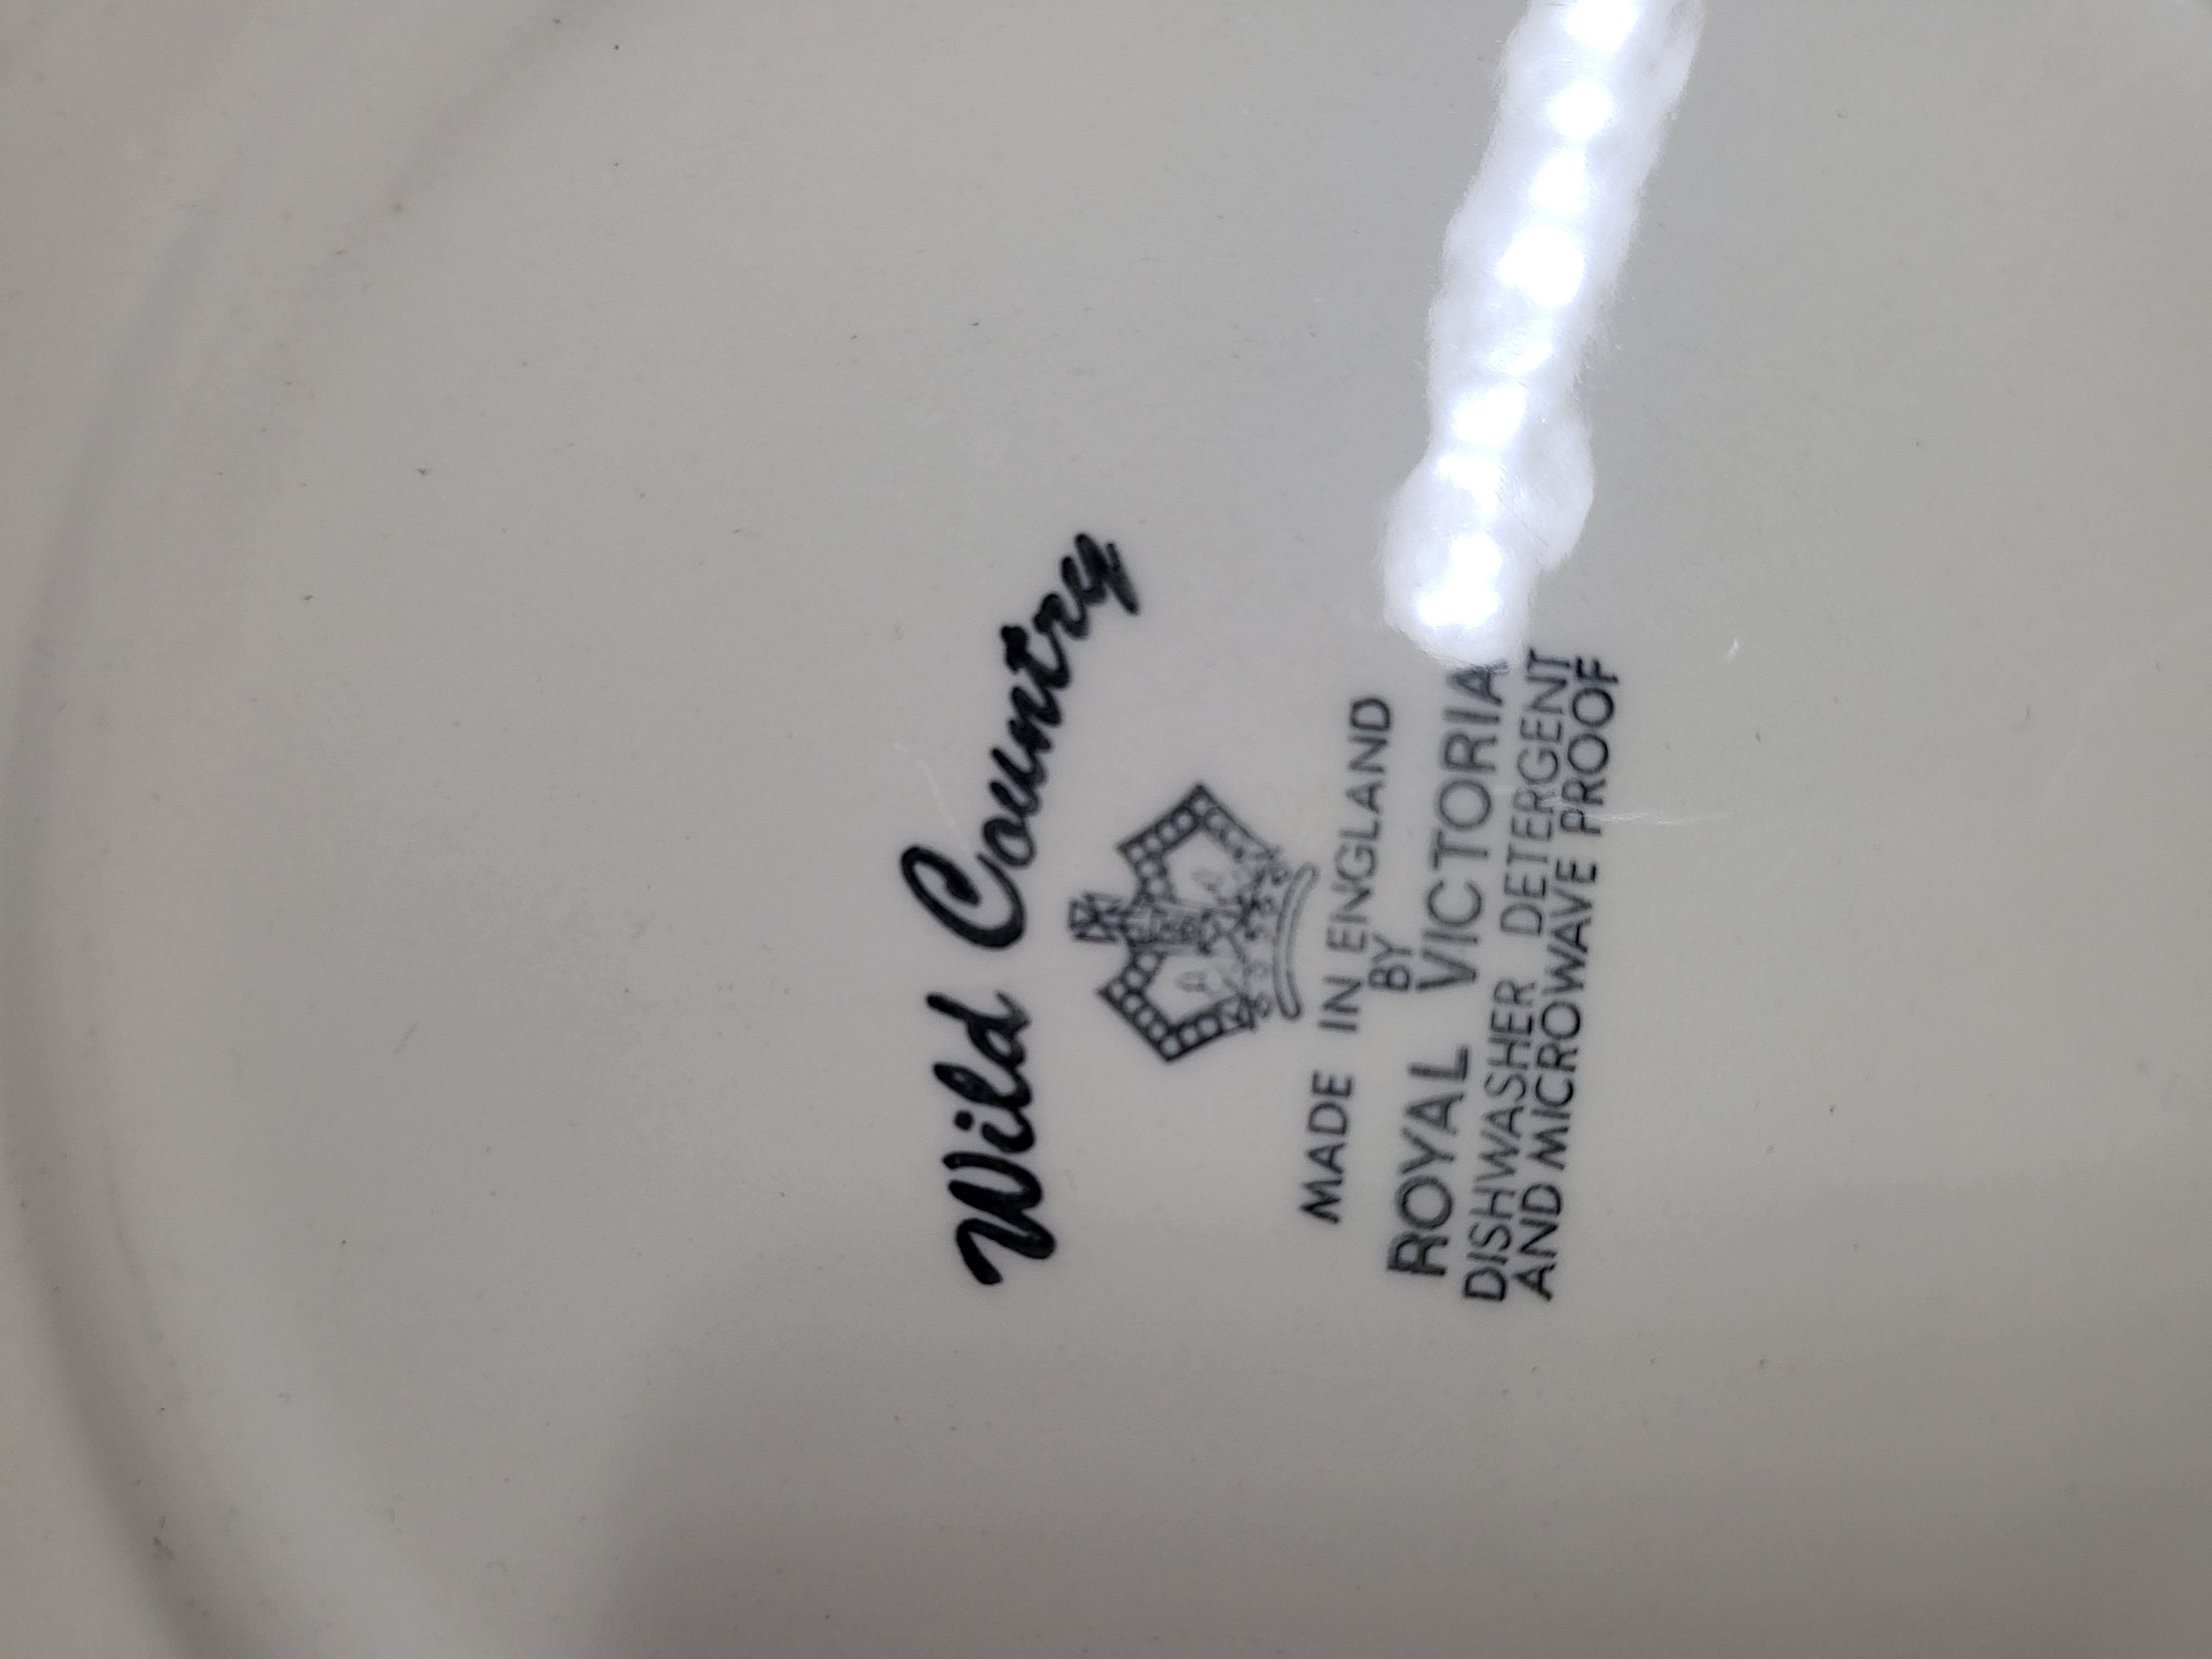 Wild Country
MADE IN ENGLAND
BY
ROYAL VICTORIA
DISHWASHER DETERGENT
AND MICROWAVE PROOF